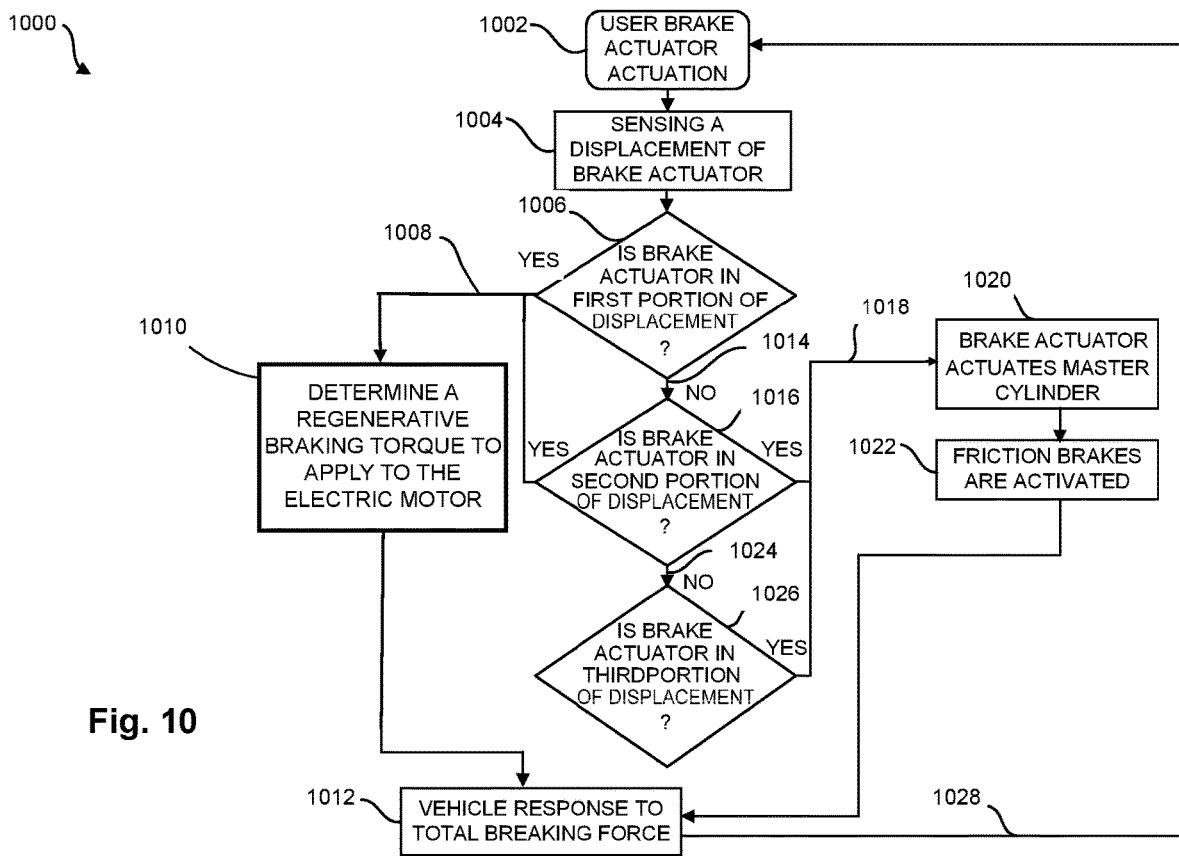 1000
1002
USER BRAKE
ACTUATOR
ACTUATION
1004
SENSING A
DISPLACEMENT OF
BRAKE ACTUATOR
1006
1008
YES
IS BRAKE
ACTUATOR IN
FIRST PORTION OF
DISPLACEMENT
?
1010
DETERMINE A
REGENERATIVE
BRAKING TORQUE TO
APPLY TO THE
ELECTRIC MOTOR
1014
NO
1016
YES
IS BRAKE
ACTUATOR IN
SECOND PORTION
OF DISPLACEMENT
?
YES
1018
1020
BRAKE ACTUATOR
ACTUATES MASTER
CYLINDER
1022
FRICTION BRAKES
ARE ACTIVATED
1024
NO
1026
IS BRAKE
ACTUATOR IN
THIRDPORTION
OF DISPLACEMENT
?
YES
Fig. 10
1012
VEHICLE RESPONSE TO
TOTAL BREAKING FORCE
1028